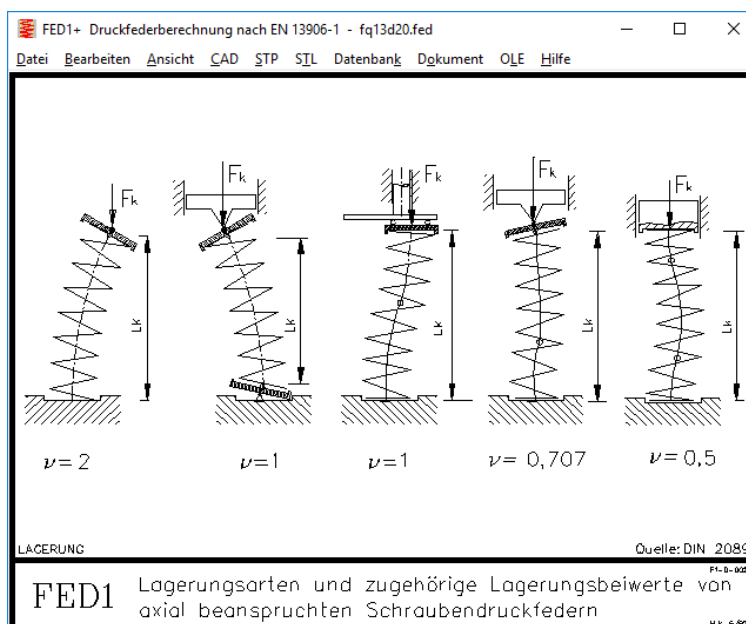 FED1+ Druckfederberechnung nach EN 13906-1 - fq13d20.fed
Datei Bearbeiten Ansicht CAD STP STL Datenbank Dokument OLE Hilfe
Fk Fk Fk Fk Fk
Lk Lk Lk Lk Lk
ν= 2 ν=1 ν=1 ν= 0,707 ν= 0,5
LAGERUNG Quelle: DIN 2089
FED1 Lagerungsarten und zugehörige Lagerungsbeiwerte von
axial beanspruchten Schraubendruckfedern